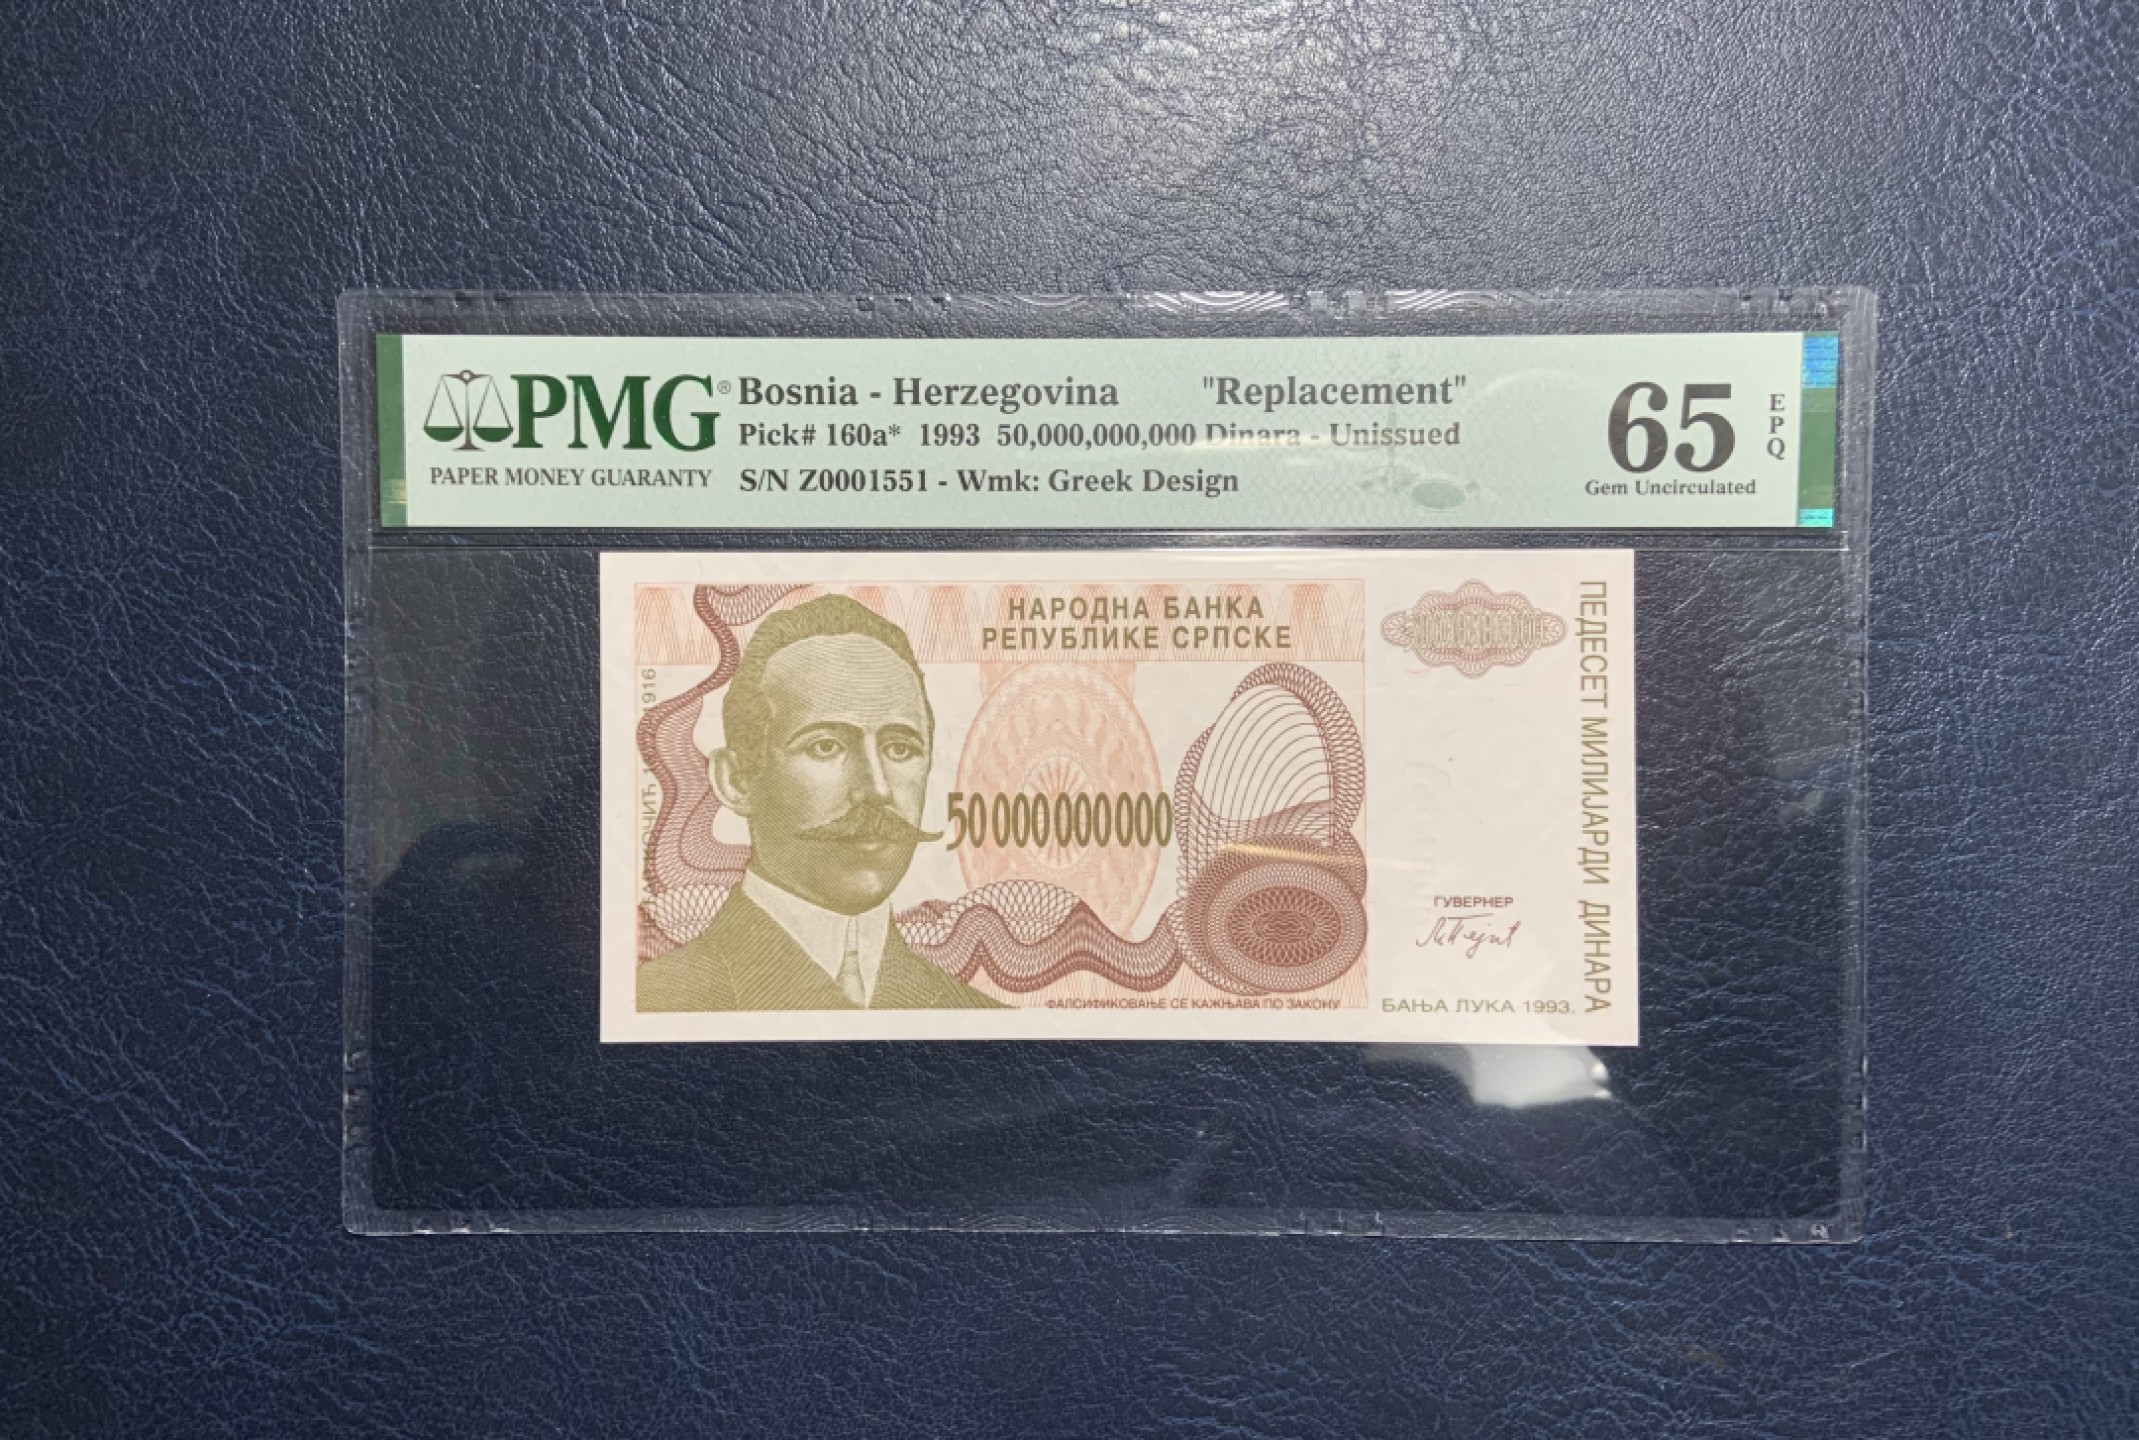 PMG®
PAPER MONEY GUARANTY
Bosnia - Herzegovina "Replacement"
Pick# 160a* 1993 50,000,000,000 Dinara - Unissued
S/N Z0001551 - Wmk: Greek Design
65
EPQ
Gem Uncirculated
НАРОДНА БАНКА
РЕПУБЛИКЕ СРПСКЕ
50 000 000 000
ГУВЕРНЕР
ФАЛСИФИКОВАЊЕ СЕ КАЖЊАВА ПО ЗАКОНУ
БАЊА ЛУКА 1993.
ПЕДЕСЕТ МИЛИЈАРДИ ДИНАРА